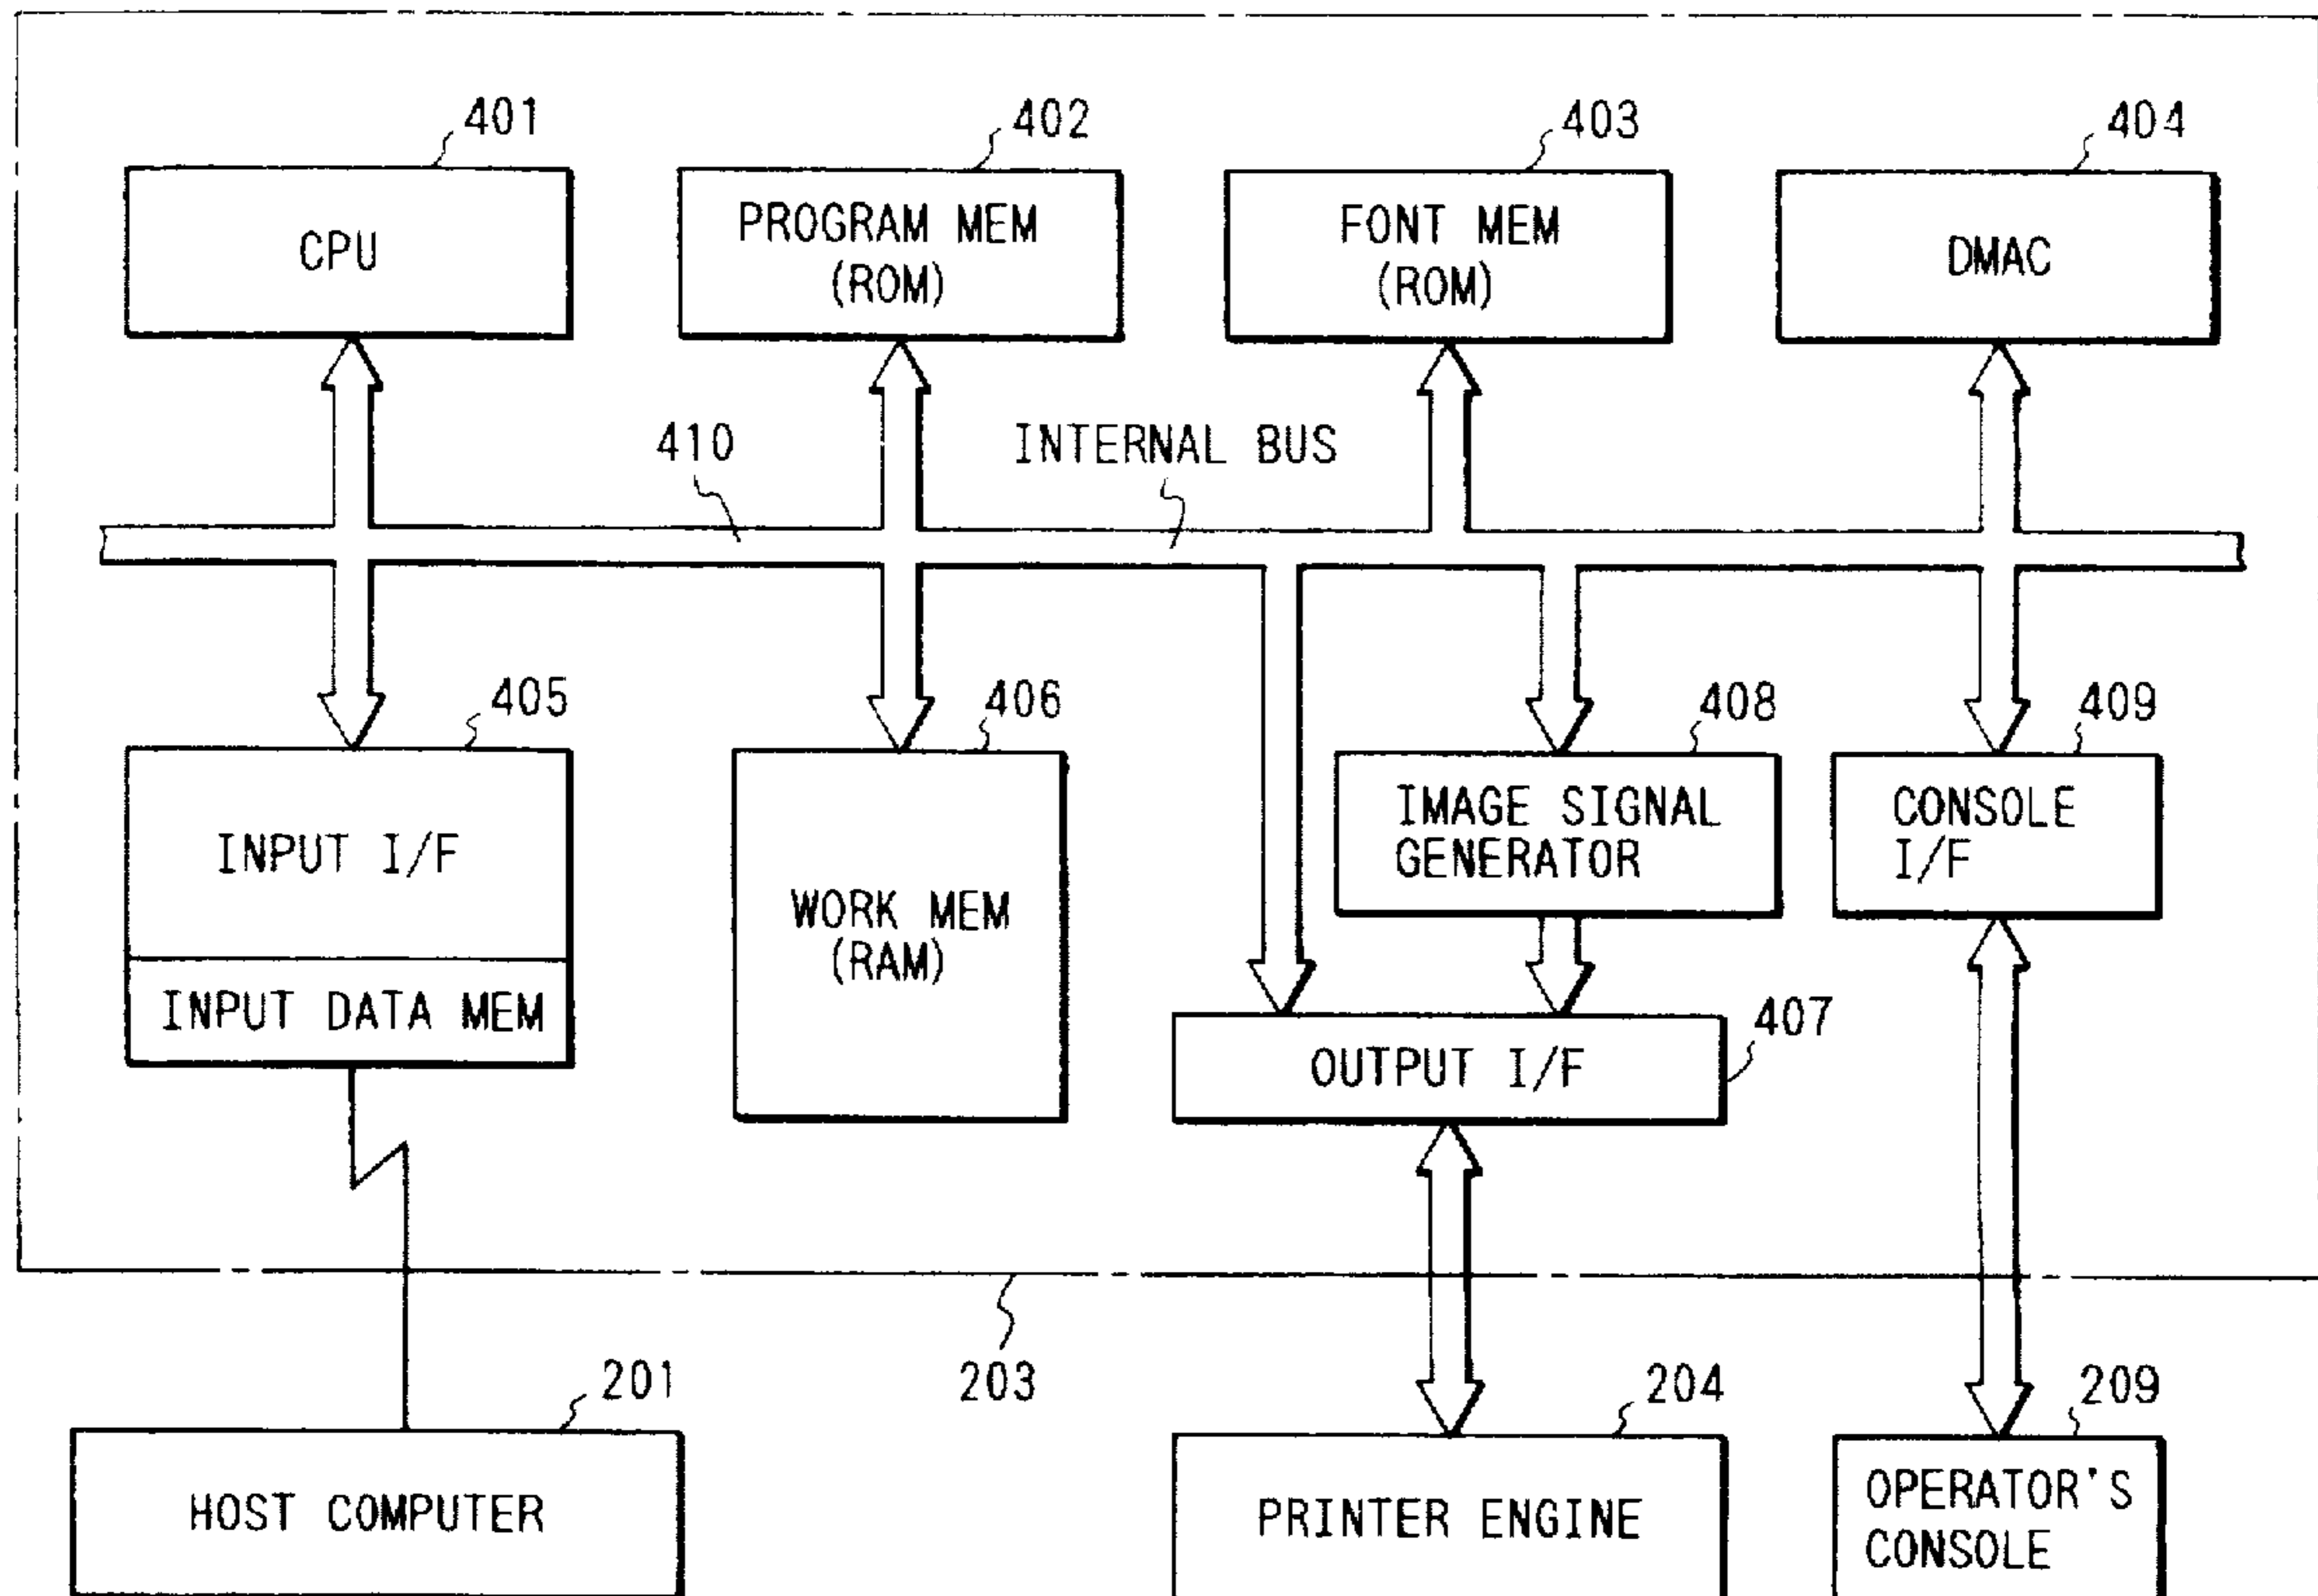 401
402
403
404
CPU
PROGRAM MEM
(ROM)
FONT MEM
(ROM)
DMAC
410
INTERNAL BUS
405
406
408
409
INPUT I/F
INPUT DATA MEM
WORK MEM
(RAM)
IMAGE SIGNAL
GENERATOR
CONSOLE
I/F
407
OUTPUT I/F
201
203
204
209
HOST COMPUTER
PRINTER ENGINE
OPERATOR'S
CONSOLE